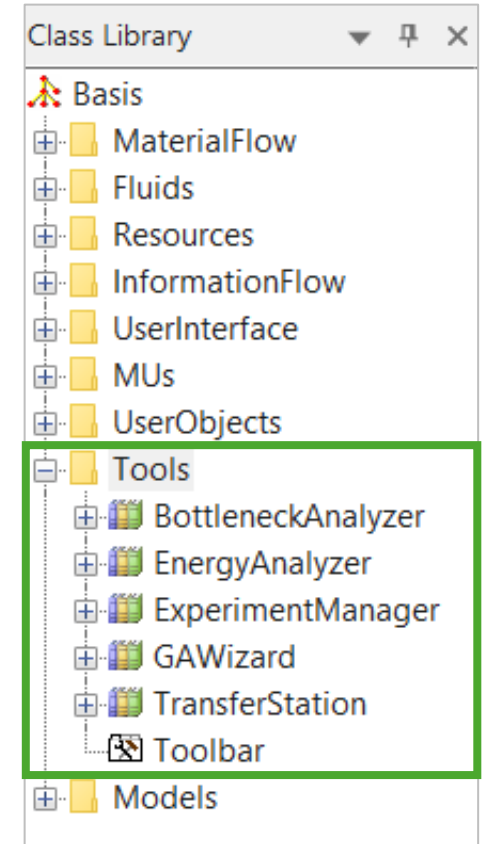 Class Library
Basis
MaterialFlow
Fluids
Resources
InformationFlow
UserInterface
MUs
UserObjects
Tools
BottleneckAnalyzer
EnergyAnalyzer
ExperimentManager
GAWizard
TransferStation
Toolbar
Models